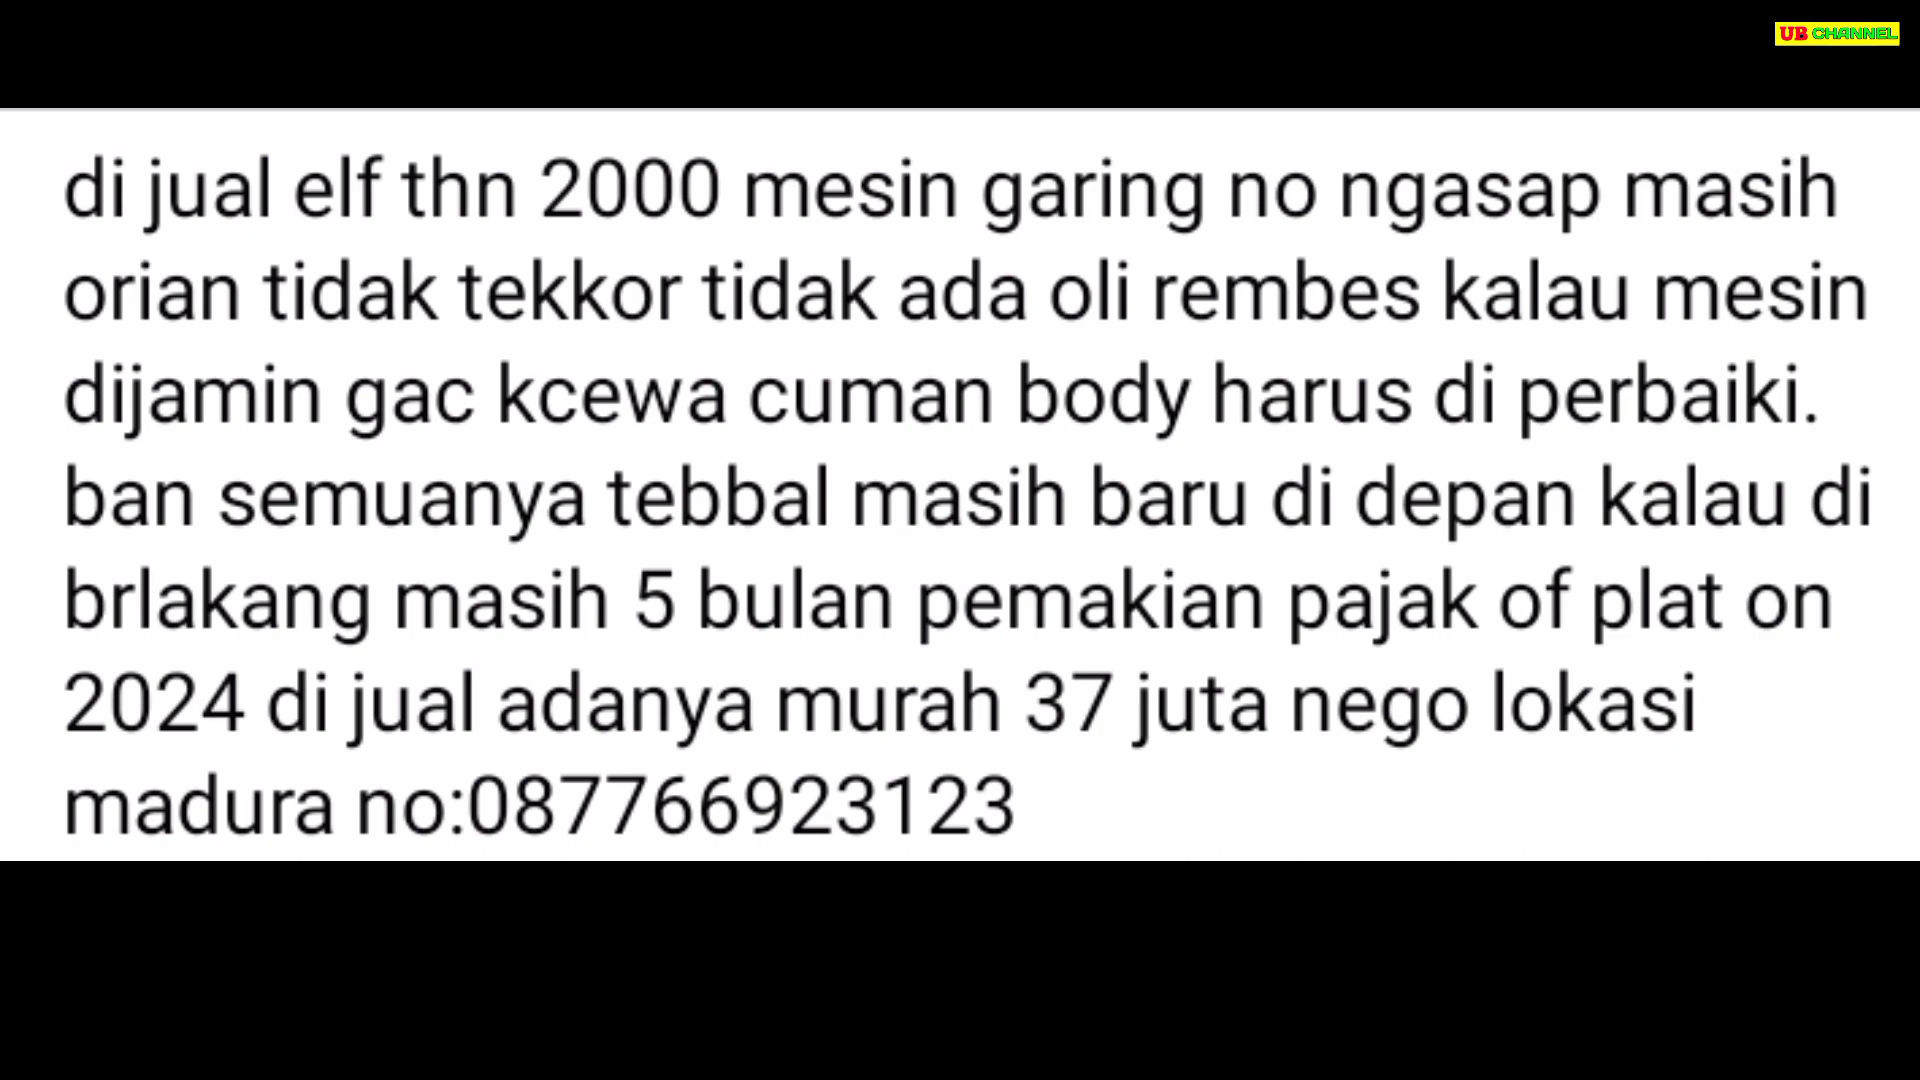 UB CHANNEL
di jual elf thn 2000 mesin garing no ngasap masih
orian tidak tekkor tidak ada oli rembes kalau mesin
dijamin gac kcewa cuman body harus di perbaiki.
ban semuanya tebbal masih baru di depan kalau di
brlakang masih 5 bulan pemakian pajak of plat on
2024 di jual adanya murah 37 juta nego lokasi
madura no:087766923123